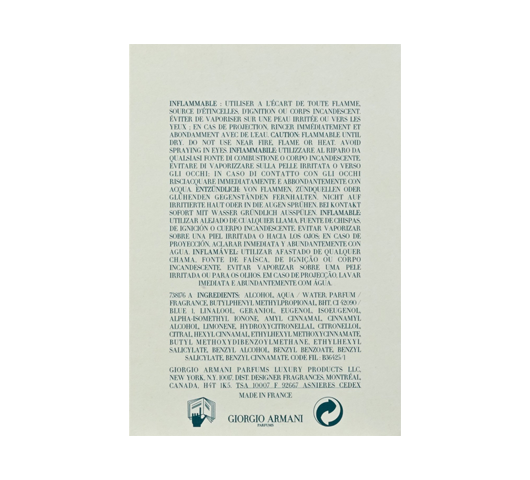 INFLAMMABLE : UTILISER A L'ÉCART DE TOUTE FLAMME,
SOURCE D'ÉTINCELLES, D'IGNITION OU CORPS INCANDESCENT.
ÉVITER DE VAPORISER SUR UNE PEAU IRRITÉE OU VERS LES
YEUX ; EN CAS DE PROJECTION, RINCER IMMÉDIATEMENT ET
ABONDAMMENT AVEC DE L'EAU. CAUTION: FLAMMABLE UNTIL
DRY. DO NOT USE NEAR FIRE, FLAME OR HEAT. AVOID
SPRAYING IN EYES. INFIAMMABILE: UTILIZZARE AL RIPARO DA
QUALSIASI FONTE DI COMBUSTIONE O CORPO INCANDESCENTE.
EVITARE DI VAPORIZZARE SULLA PELLE IRRITATA O VERSO
GLI OCCHI; IN CASO DI CONTATTO CON GLI OCCHI
RISCIACQUARE IMMEDIATAMENTE E ABBONDANTEMENTE CON
ACQUA. ENTZÜNDLICH: VON FLAMMEN, ZÜNDQUELLEN ODER
GLÜHENDEN GEGENSTÄNDEN FERNHALTEN. NICHT AUF
IRRITIERTE HAUT ODER IN DIE AUGEN SPRÜHEN. BEI KONTAKT
SOFORT MIT WASSER GRÜNDLICH AUSSPÜLEN. INFLAMABLE:
UTILIZAR ALEJADO DE CUALQUIER LLAMA, FUENTE DE CHISPAS,
DE IGNICIÓN O CUERPO INCANDESCENTE. EVITAR VAPORIZAR
SOBRE UNA PIEL IRRITADA O HACIA LOS OJOS; EN CASO DE
PROYECCIÓN, ACLARAR INMEDIATA Y ABUNDANTEMENTE CON
AGUA. INFLAMÁVEL: UTILIZAR AFASTADO DE QUALQUER
CHAMA, FONTE DE FAÍSCA, DE IGNIÇÃO OU CORPO
INCANDESCENTE. EVITAR VAPORIZAR SOBRE UMA PELE
IRRITADA OU PARA OS OLHOS. EM CASO DE PROJEÇÃO; LAVAR
IMEDIATA E ABUNDANTEMENTE COM ÁGUA.
738176 A INGREDIENTS: ALCOHOL, AQUA / WATER, PARFUM /
FRAGRANCE, BUTYLPHENYL METHYLPROPIONAL, BHT, CI 42090 /
BLUE 1, LINALOOL, GERANIOL, EUGENOL, ISOEUGENOL,
ALPHA-ISOMETHYL IONONE, AMYL CINNAMAL, CINNAMYL
ALCOHOL, LIMONENE, HYDROXYCITRONELLAL, CITRONELLOL,
CITRAL, HEXYL CINNAMAL, ETHYLHEXYL METHOXYCINNAMATE,
BUTYL METHOXYDIBENZOYLMETHANE, ETHYLHEXYL
SALICYLATE, BENZYL ALCOHOL, BENZYL BENZOATE, BENZYL
SALICYLATE, BENZYL CINNAMATE. CODE FIL : B36425/1
GIORGIO ARMANI PARFUMS LUXURY PRODUCTS LLC,
NEW YORK, N.Y. 10017. DIST. DESIGNER FRAGRANCES, MONTRÉAL,
CANADA, H4T 1K5. TSA 10007 F 92667 ASNIERES CEDEX
MADE IN FRANCE
GIORGIO ARMANI
PARFUMS